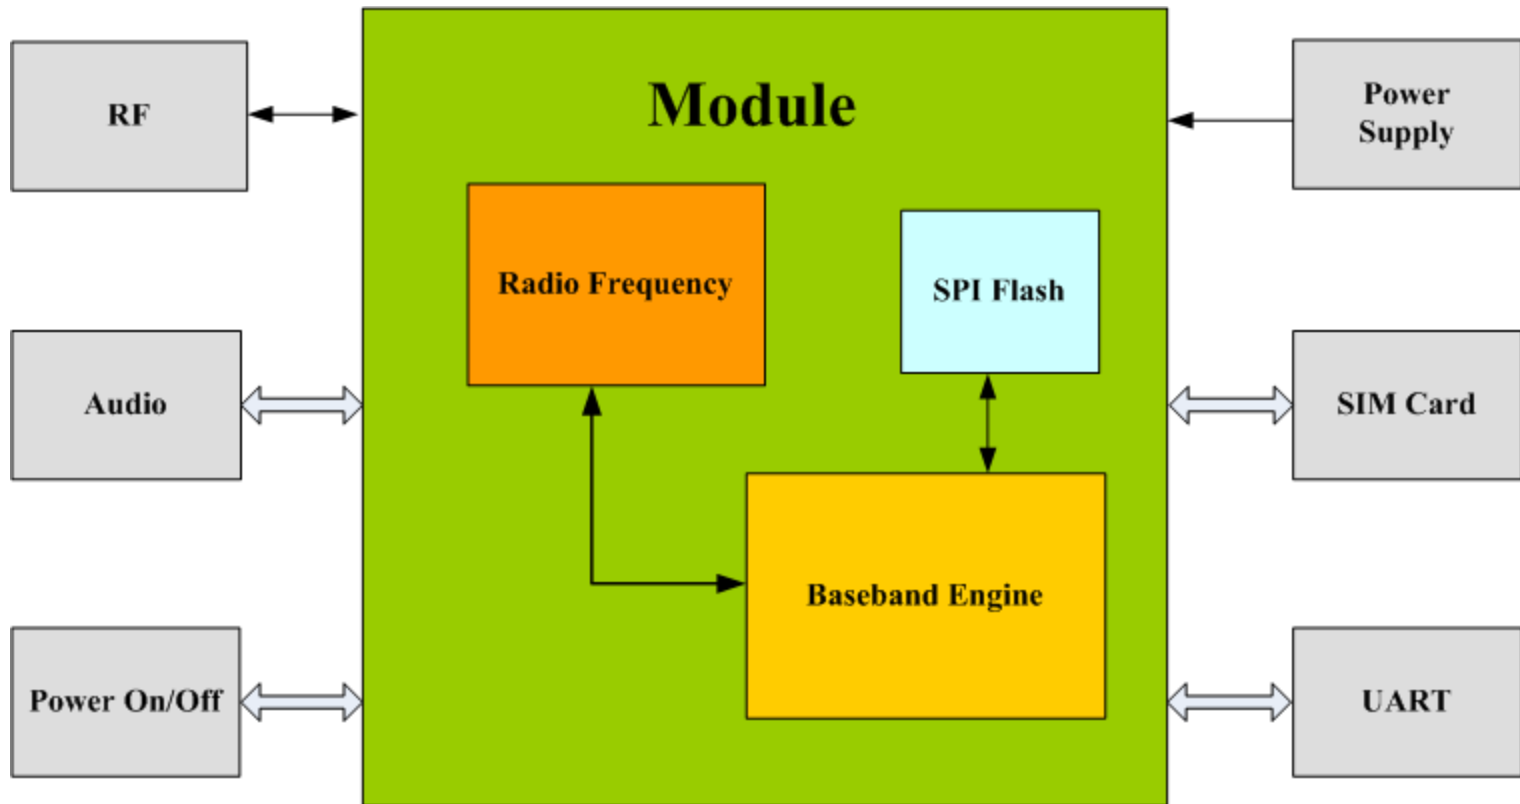 Module
RF
Power
Supply
Radio Frequency
SPI Flash
Audio
SIM Card
Baseband Engine
Power On/Off
UART